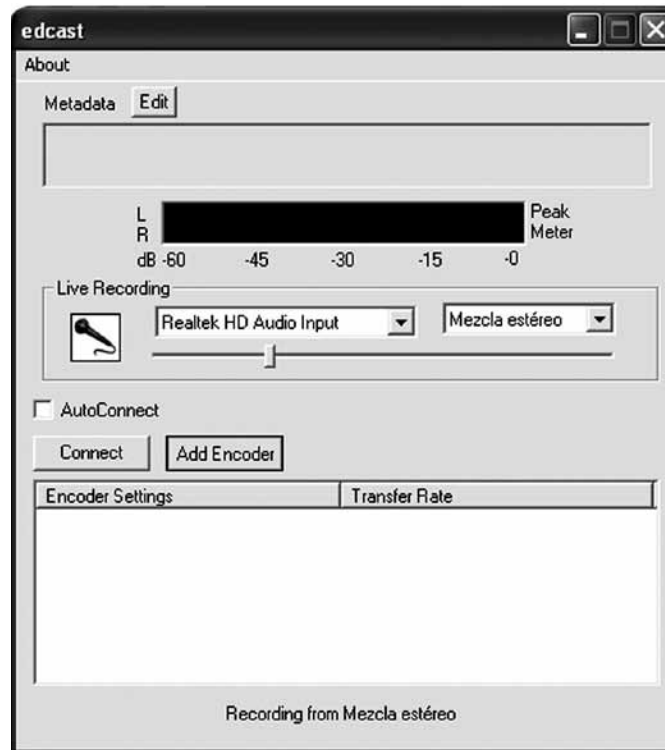 edcast
About
Metadata Edit
L
R
Peak
Meter
dB -60 -45 -30 -15 -0
Live Recording
Realtek HD Audio Input Mezcla estéreo
AutoConnect
Connect Add Encoder
Encoder Settings Transfer Rate
Recording from Mezcla estéreo